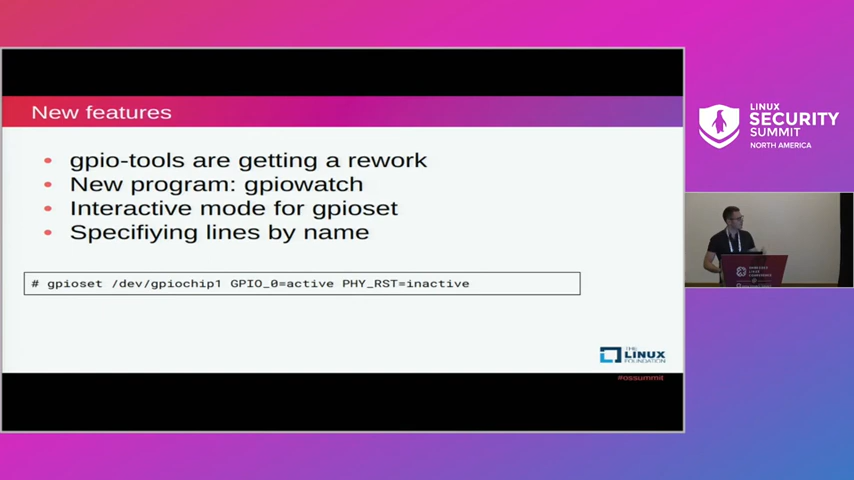 New features
gpio-tools are getting a rework
New program: gpiowatch
Interactive mode for gpioset
Specifiying lines by name
# gpioset /dev/gpiochip1 GPIO_0=active PHY_RST=inactive
THE
LINUX
FOUNDATION
#ossummit
LINUX
SECURITY
SUMMIT
NORTH AMERICA